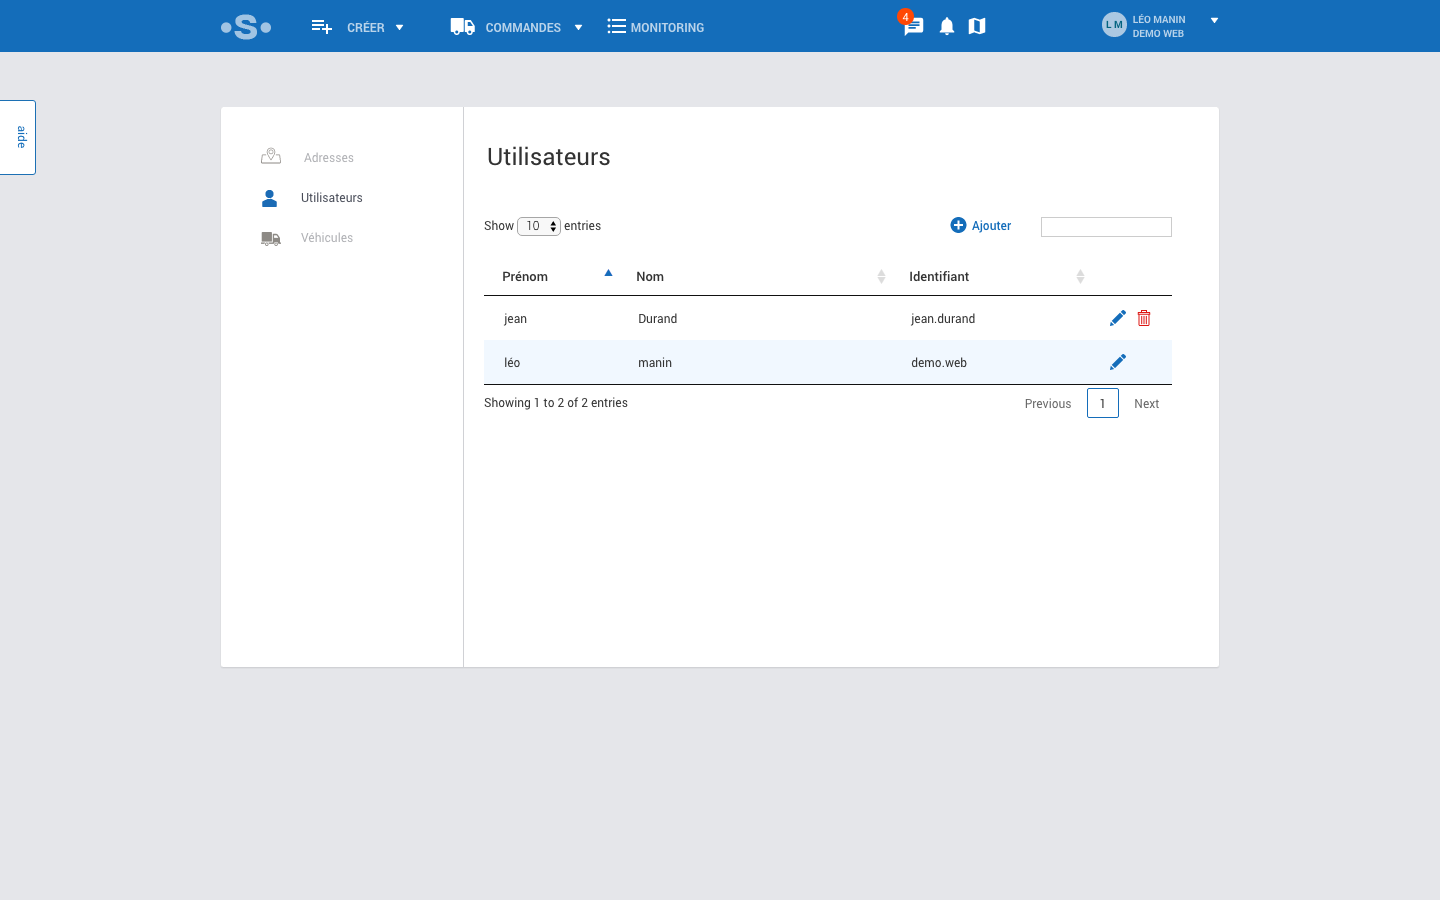 S CRÉER COMMANDES MONITORING 4 L M LÉO MANIN
DEMO WEB
aide
Adresses
Utilisateurs
Véhicules
Utilisateurs
Show 10 entries Ajouter
Prénom Nom Identifiant
jean Durand jean.durand
léo manin demo.web
Showing 1 to 2 of 2 entries Previous 1 Next